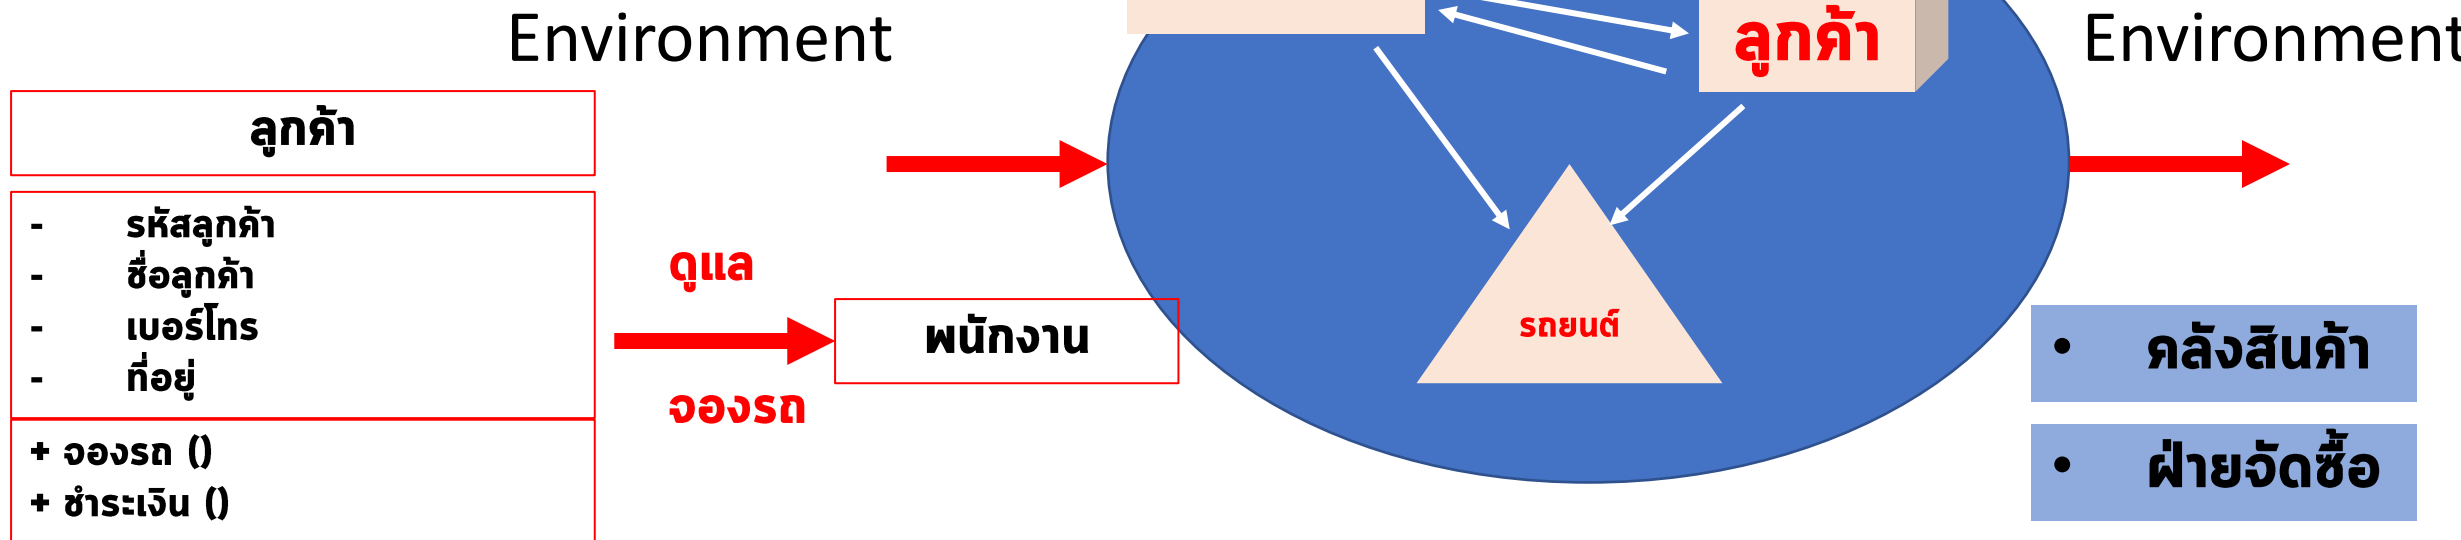 Environment
ลูกค้า
Environment
ลูกค้า
- รหัสลูกค้า
- ชื่อลูกค้า
- เบอร์โทร
- ที่อยู่
+ จองรถ ()
+ ชำระเงิน ()
ดูแล
จองรถ
พนักงาน
รถยนต์
• คลังสินค้า
• ฝ่ายจัดซื้อ